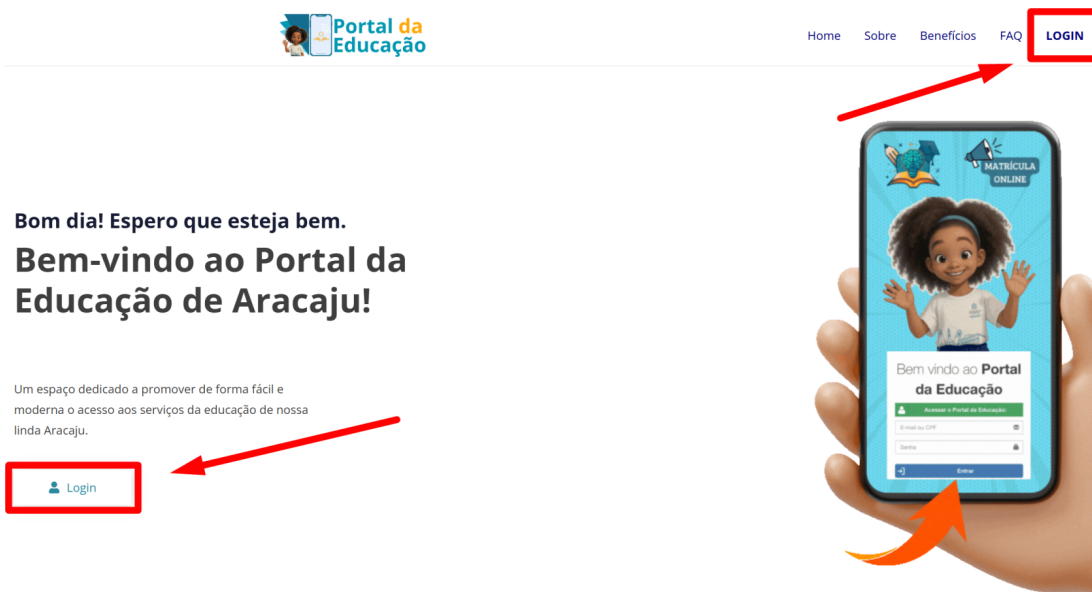 Portal da
Educação
Home Sobre Benefícios FAQ LOGIN
Bom dia! Espero que esteja bem.
Bem-vindo ao Portal da
Educação de Aracaju!
Um espaço dedicado a promover de forma fácil e
moderna o acesso aos serviços da educação de nossa
linda Aracaju.
Login
MATRÍCULA
ONLINE
Bem vindo ao Portal
da Educação
Acessar o Portal da Educação:
E-mail ou CPF
Senha
Entrar